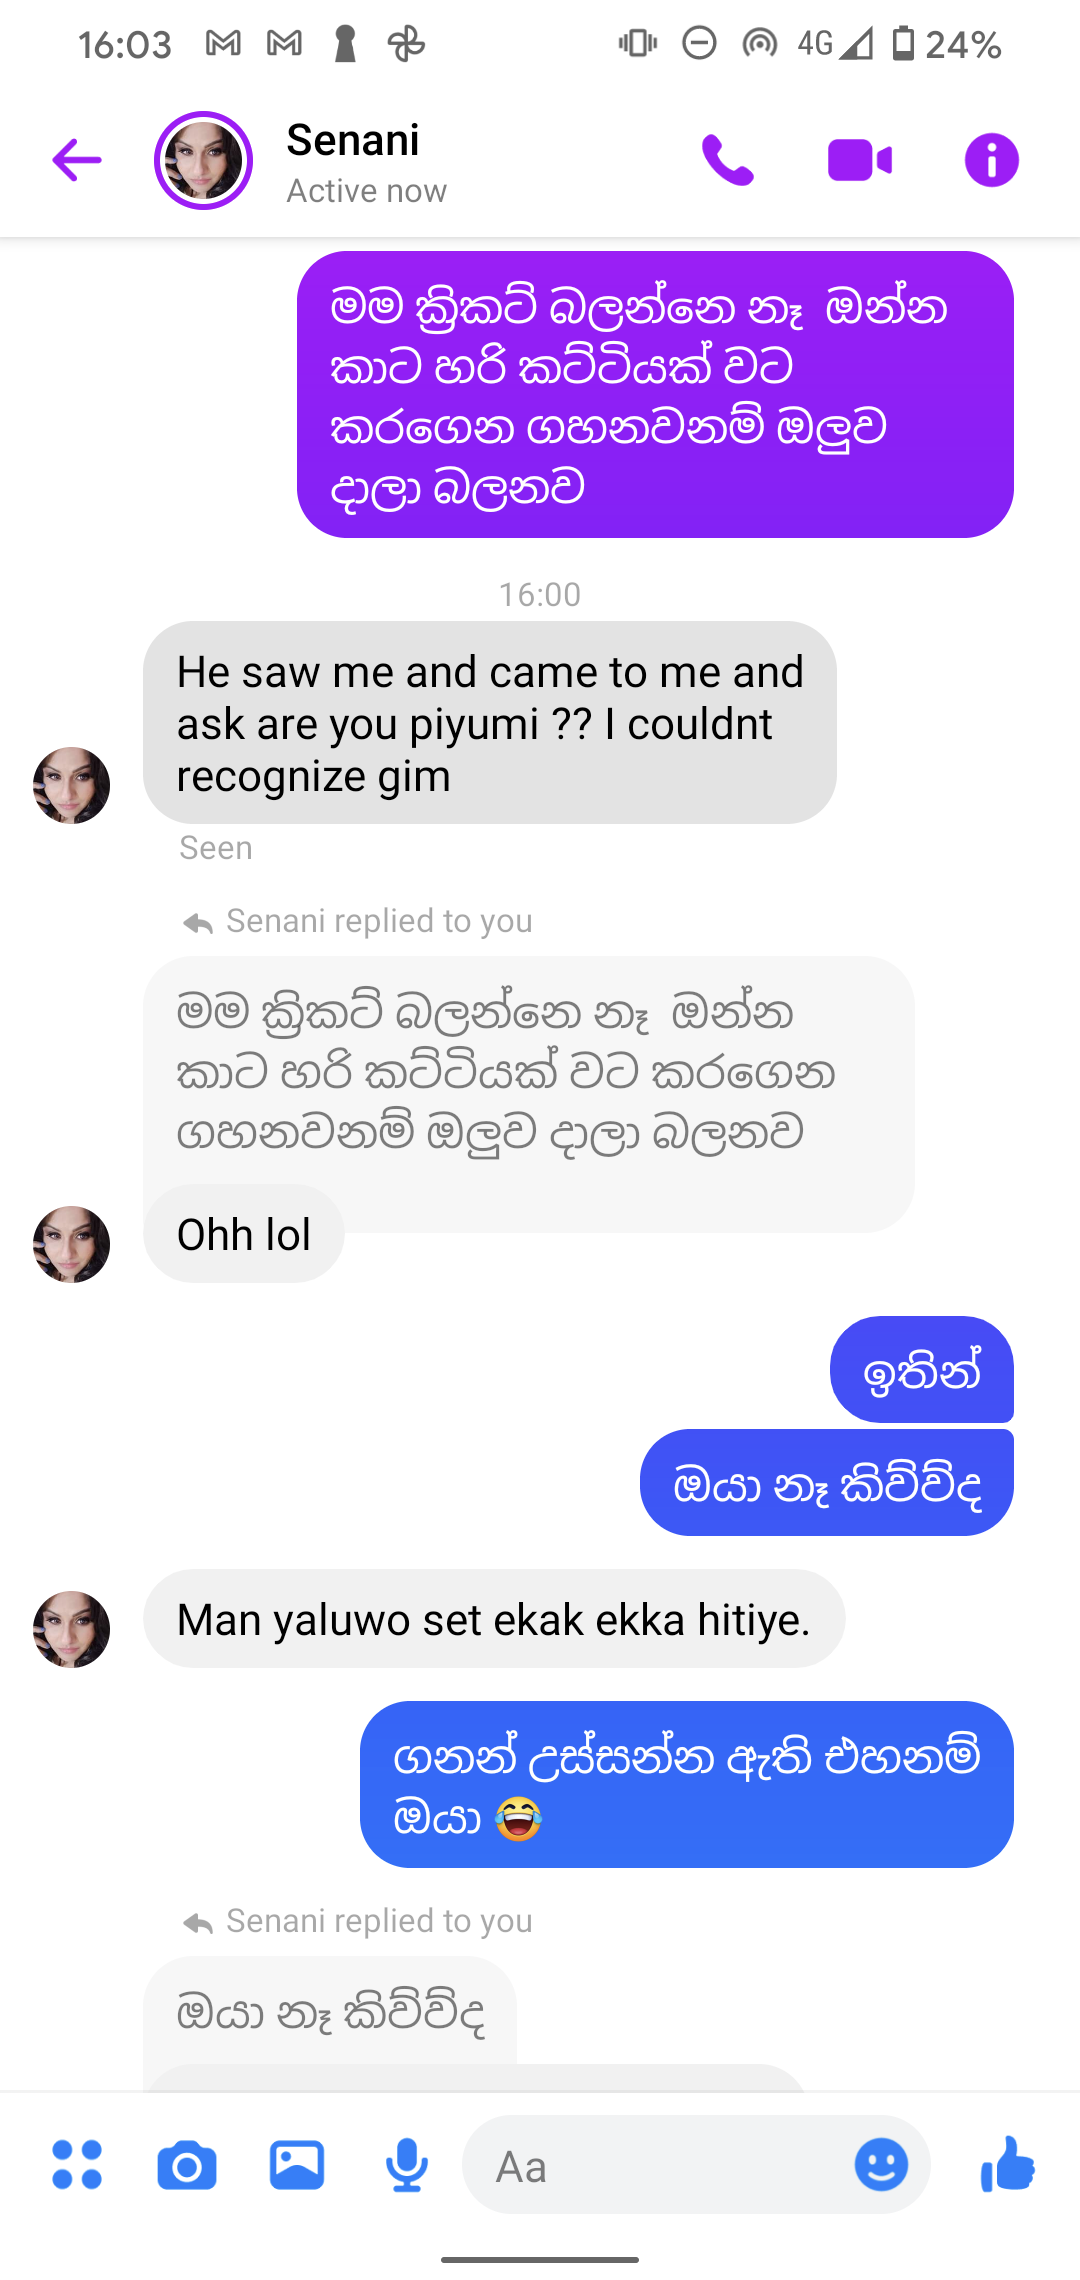 16:03
4G 24%
Senani
Active now
මම ක්‍රිකට් බලන්නෙ නෑ  ඔන්න
කාට හරි කට්ටියක් වට
කරගෙන ගහනවනම් ඔලුව
දාලා බලනව
16:00
He saw me and came to me and
ask are you piyumi ?? I couldnt
recognize gim
Seen
Senani replied to you
මම ක්‍රිකට් බලන්නෙ නෑ  ඔන්න
කාට හරි කට්ටියක් වට කරගෙන
ගහනවනම් ඔලුව දාලා බලනව
Ohh lol
ඉතින්
ඔයා නෑ කිව්ව්ද
Man yaluwo set ekak ekka hitiye.
ගනන් උස්සන්න ඇති එහනම්
ඔයා 😂
Senani replied to you
ඔයා නෑ කිව්ව්ද
Aa